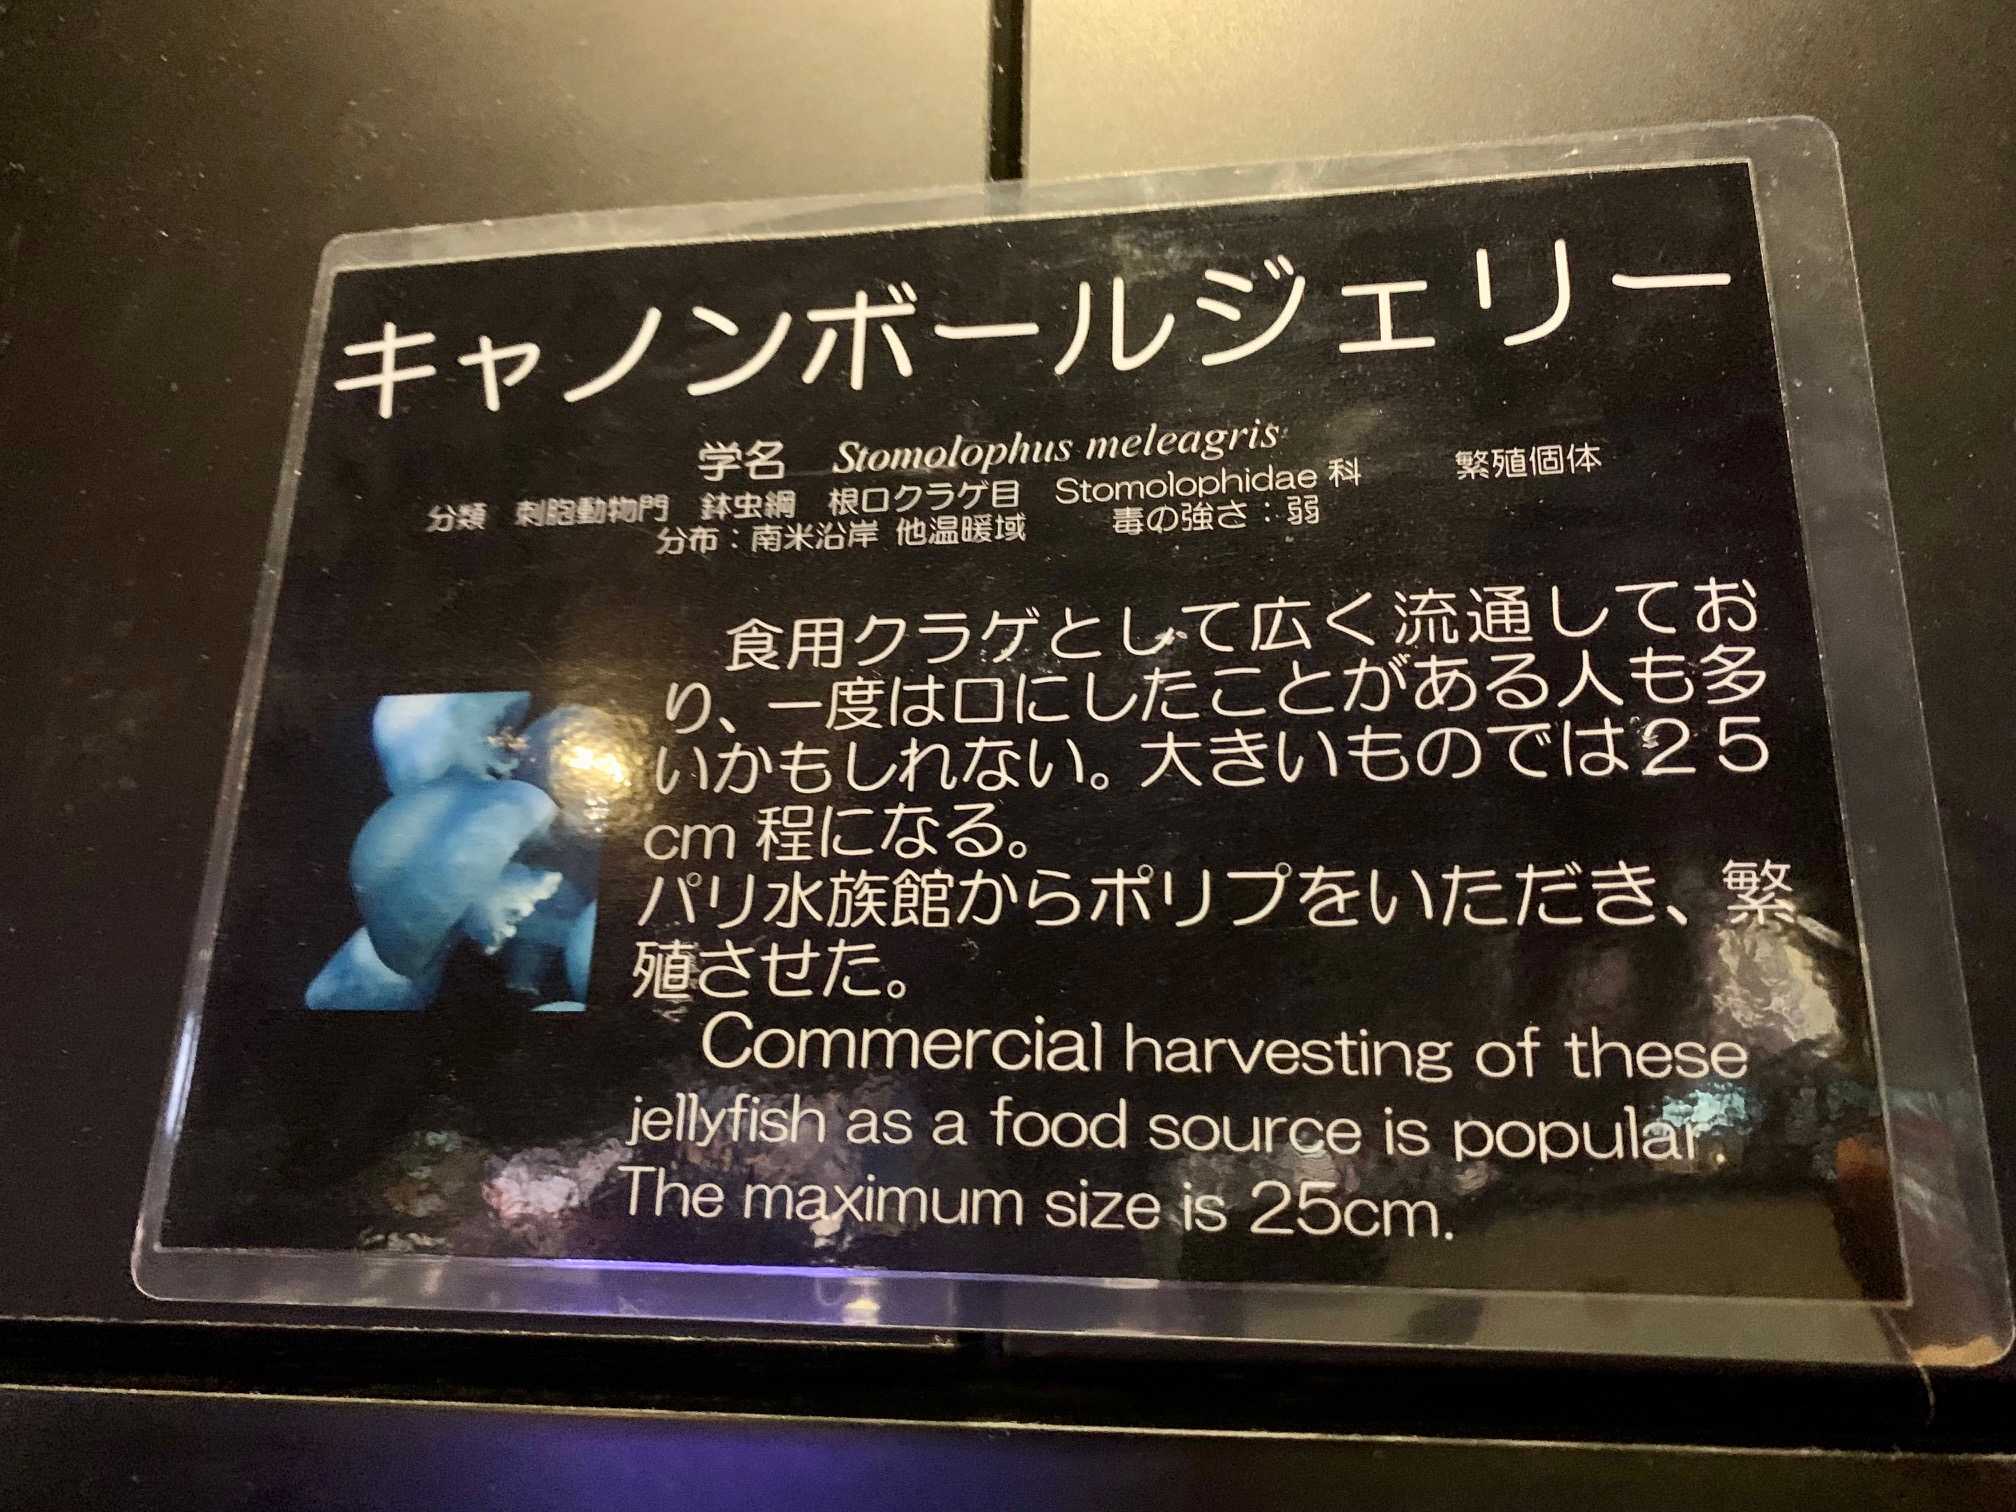 キャノンボールジェリー
学名　Stomolophus meleagris
分類　刺胞動物門　鉢虫綱　根口クラゲ目　Stomolophidae 科　　繁殖個体
分布：南米沿岸 他温暖域　　毒の強さ：弱
食用クラゲとして広く流通してお
り、一度は口にしたことがある人も多
いかもしれない。大きいものでは２５
cm 程になる。
パリ水族館からポリプをいただき、繁
殖させた。
Commercial harvesting of these
jellyfish as a food source is popular.
The maximum size is 25cm.